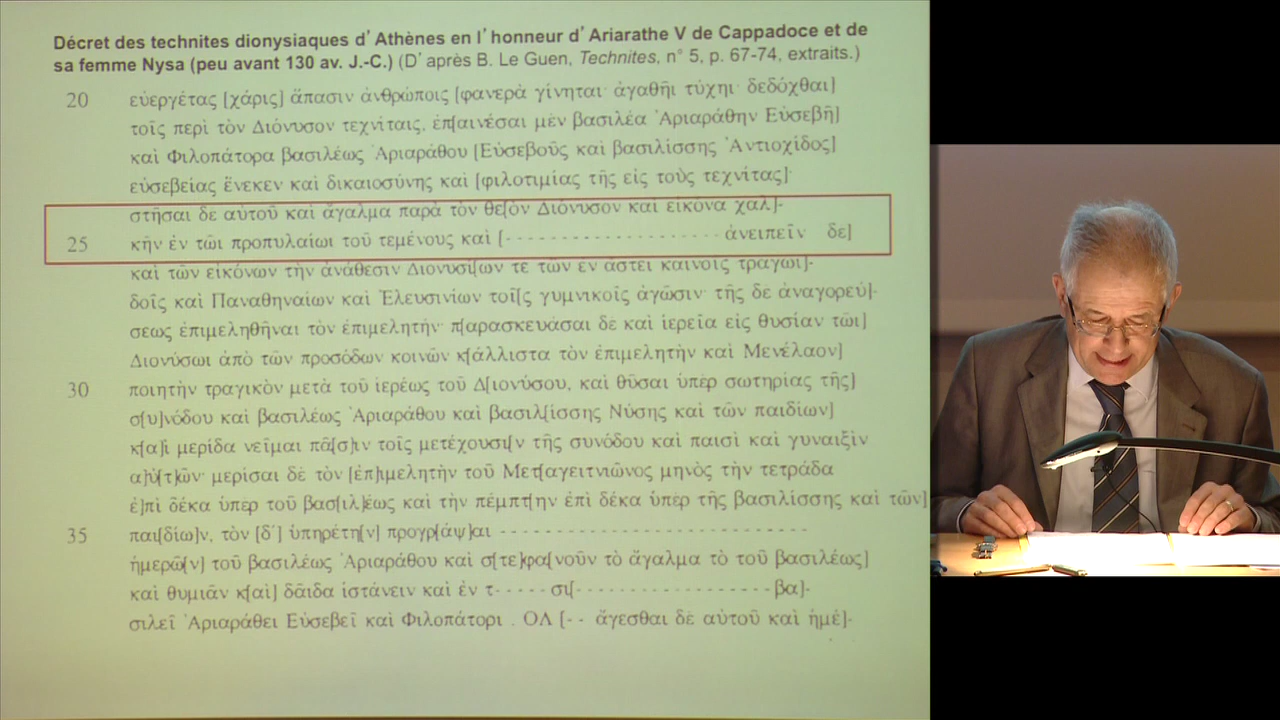 Décret des technites dionysiaques d’Athènes en l’honneur d’Ariarathe V de Cappadoce et de
sa femme Nysa (peu avant 130 av. J.-C.) (D’après B. Le Guen, Technites, n° 5, p. 67-74, extraits.)
20 εὐεργέτας [χάρις] ἅπασιν ἀνθρώποις [φανερὰ γίνηται· ἀγαθῆι τύχηι· δεδόχθαι]
τοῖς περὶ τὸν Διόνυσον τεχνίταις, ἐπ[αινέσαι μὲν βασιλέα Ἀριαράθην Εὐσεβῆ]
καὶ Φιλοπάτορα βασιλέως Ἀριαράθου [Εὐσεβοῦς καὶ βασιλίσσης Ἀντιοχίδος]
εὐσεβείας ἕνεκεν καὶ δικαιοσύνης καὶ [φιλοτιμίας τῆς εἰς τοὺς τεχνίτας]·
στῆσαι δὲ αὐτοῦ καὶ ἄγαλμα παρὰ τὸν θε[ὸν Διόνυσον καὶ εἰκόνα χαλ]-
25 κῆν ἐν τῶι προπυλαίωι τοῦ τεμένους καὶ [- - - - - - - - - - - - - - - - - - ἀνειπεῖν δὲ]
καὶ τῶν εἰκόνων τὴν ἀνάθεσιν Διονυσί[ων τε τῶν ἐν ἄστει καινοῖς τραγωι]-
δοῖς καὶ Παναθηναίων καὶ Ἐλευσινίων τοῖ[ς γυμνικοῖς ἀγῶσιν· τῆς δὲ ἀναγορεύ]-
σεως ἐπιμεληθῆναι τὸν ἐπιμελητήν· π[αρασκευάσαι δὲ καὶ ἱερεῖα εἰς θυσίαν τῶι]
Διονύσωι ἀπὸ τῶν προσόδων κοινῶν κ[άλλιστα τὸν ἐπιμελητὴν καὶ Μενέλαον]
30 ποιητὴν τραγικὸν μετὰ τοῦ ἱερέως τοῦ Δ[ιονύσου, καὶ θῦσαι ὑπὲρ σωτηρίας τῆς]
σ[υ]νόδου καὶ βασιλέως Ἀριαράθου καὶ βασιλ[ίσσης Νύσης καὶ τῶν παιδίων]
κ[α]ὶ μερίδα νεῖμαι πᾶ[σ]ιν τοῖς μετέχουσι[ν τῆς συνόδου καὶ παισὶ καὶ γυναιξὶν
α]ὐ[τ]ῶν· μερίσαι δὲ τὸν [ἐπ]ιμελητὴν τοῦ Μετ[αγειτνιῶνος μηνὸς τὴν τετράδα
ἐ]πὶ δέκα ὑπὲρ τοῦ βασ[ιλ]έως καὶ τὴν πέμπτ[ην ἐπὶ δέκα ὑπὲρ τῆς βασιλίσσης καὶ τῶν]
35 παι[δίω]ν, τὸν [δ’] ὑπηρέτη[ν] προγρ[άψ]αι - - - - - - - - - - - - - - - - - - - - - - - - -
ἡμερῶ[ν] τοῦ βασιλέως Ἀριαράθου καὶ σ[τε]φα[νοῦν τὸ ἄγαλμα τὸ τοῦ βασιλέως]
καὶ θυμιᾶν κ[αὶ] δᾶιδα ἱστάνειν καὶ ἐν τ- - - - - σι[- - - - - - - - - - - - - - - - - βα]-
σιλεῖ Ἀριαράθει Εὐσεβεῖ καὶ Φιλοπάτορι . ΟΛ [- - ἄγεσθαι δὲ αὐτοῦ καὶ ἡμέ]-